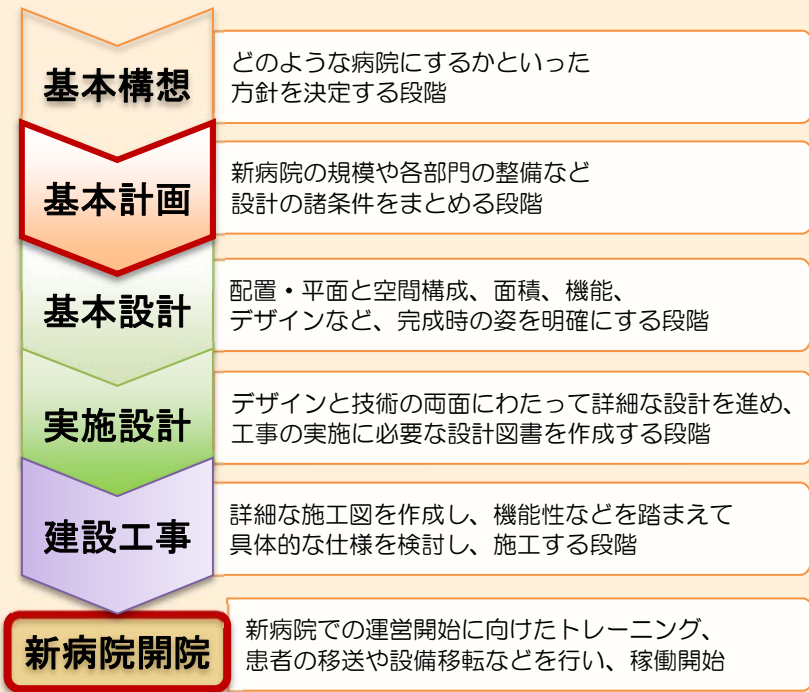 基本構想
どのような病院にするかといった
方針を決定する段階
基本計画
新病院の規模や各部門の整備など
設計の諸条件をまとめる段階
基本設計
配置・平面と空間構成、面積、機能、
デザインなど、完成時の姿を明確にする段階
実施設計
デザインと技術の両面にわたって詳細な設計を進め、
工事の実施に必要な設計図書を作成する段階
建設工事
詳細な施工図を作成し、機能性などを踏まえて
具体的な仕様を検討し、施工する段階
新病院開院
新病院での運営開始に向けたトレーニング、
患者の移送や設備移転などを行い、稼働開始